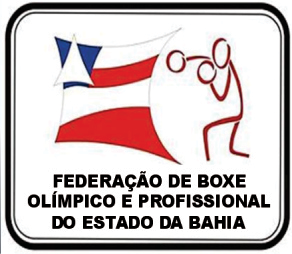 FEDERAÇÃO DE BOXE
OLÍMPICO E PROFISSIONAL
DO ESTADO DA BAHIA